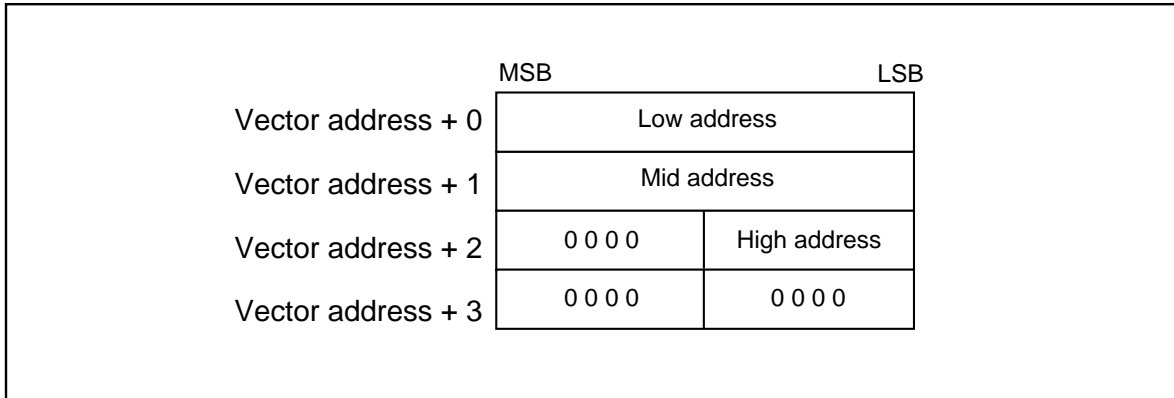 MSB LSB
Vector address + 0 Low address
Vector address + 1 Mid address
Vector address + 2 0 0 0 0 High address
Vector address + 3 0 0 0 0 0 0 0 0